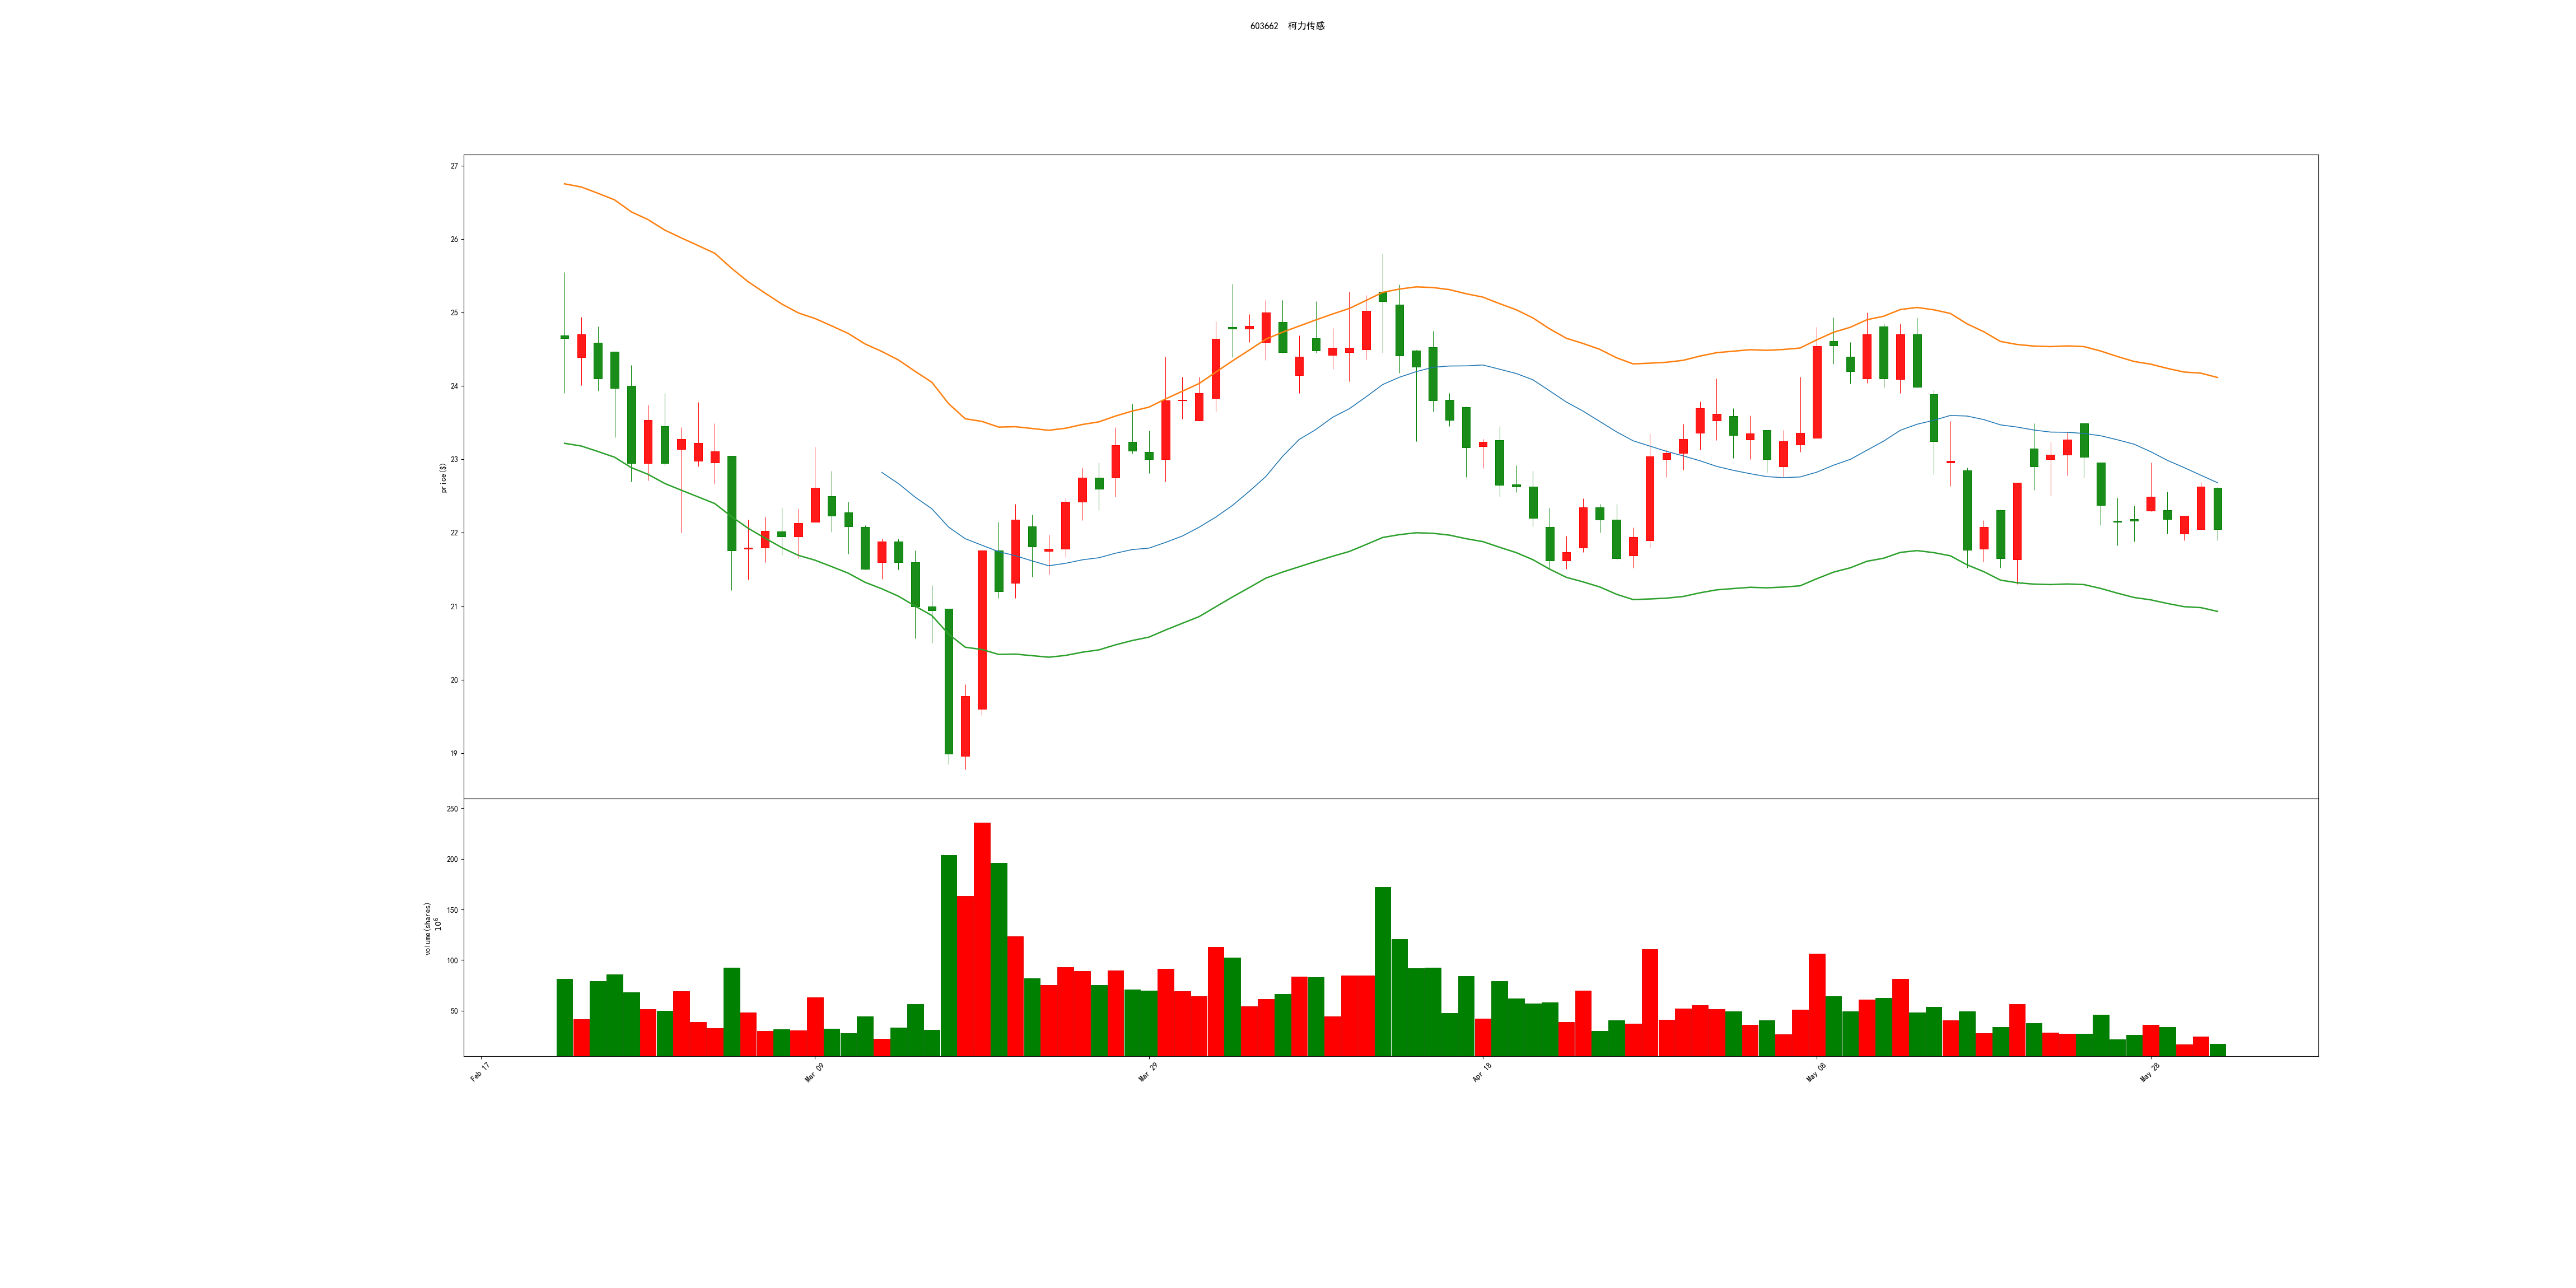 603662 柯力传感
27
26
25
24
23
22
21
20
19
price($)
250
200
150
100
50
volume(shares)
10^6
Feb 17
Mar 09
Mar 29
Apr 18
May 08
May 28